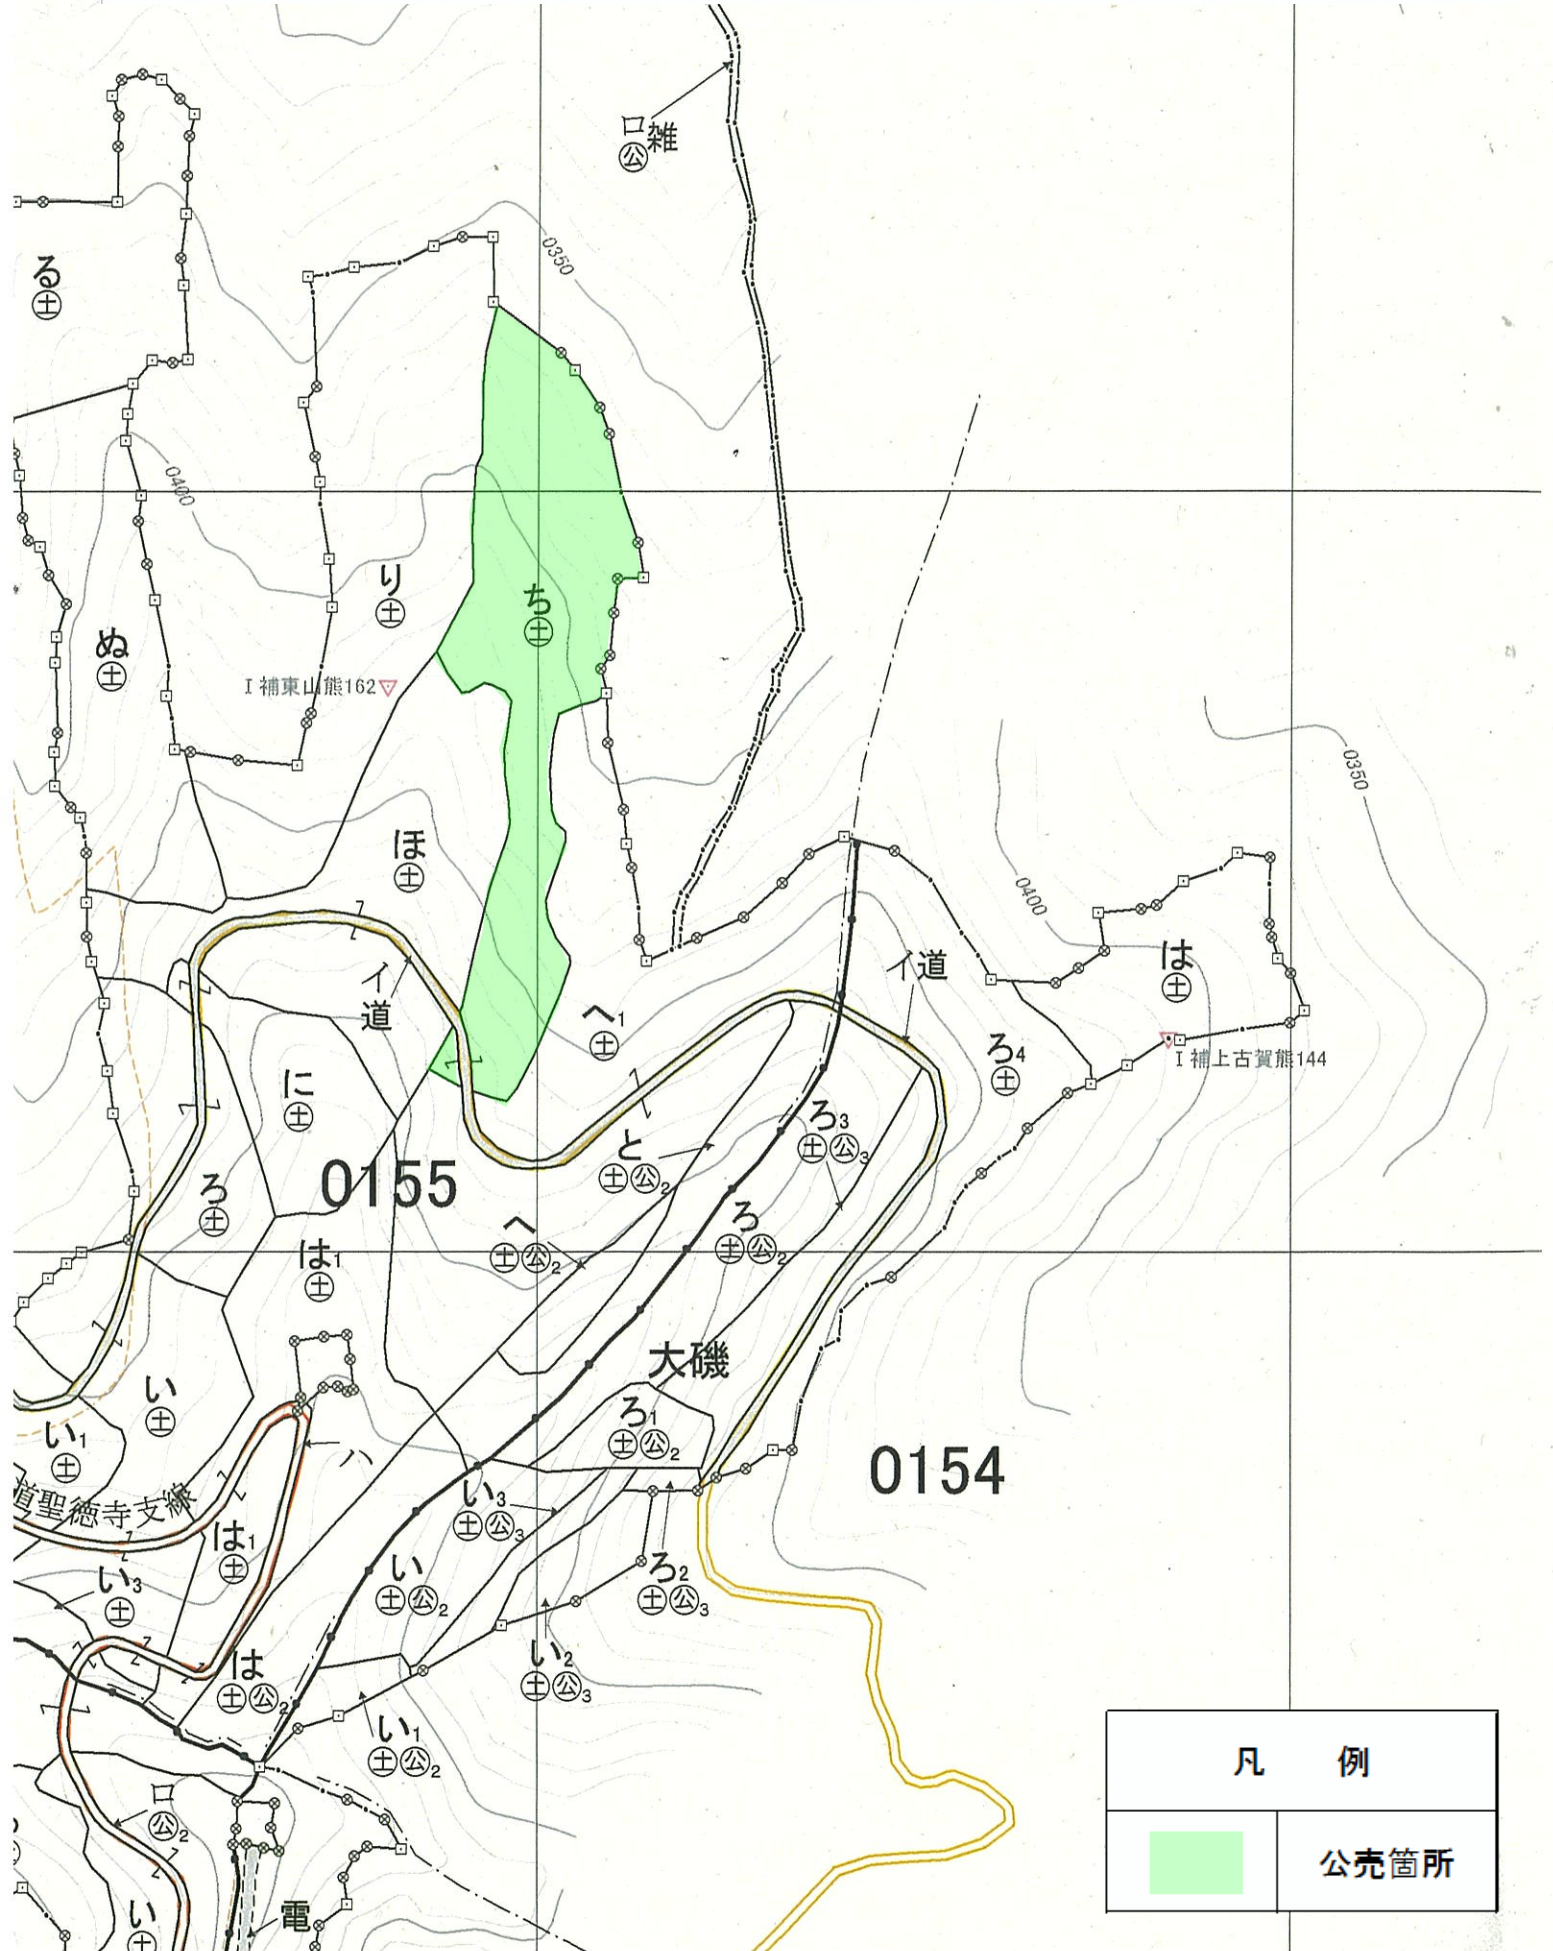 ロ雑
公
0350
る
土
0400
り
土
ち
土
ぬ
土
I 補東山熊162
0350
ほ
土
0400
は
土
イ道
イ
道
へ1
土
ろ4
土
I 補上古賀熊144
に
土
ろ3
土公3
と
土公2
0155
ろ
土
へ
土公2
ろ
土公2
は1
土
大磯
い
土
い1
土
ろ1
土公2
ハ
0154
道聖徳寺支線
い3
土公3
は1
土
い
土公2
ろ2
土公3
い3
土
い2
土公3
は
土公2
い1
土公2
凡 例
ロ
公2
公売箇所
い
土
電